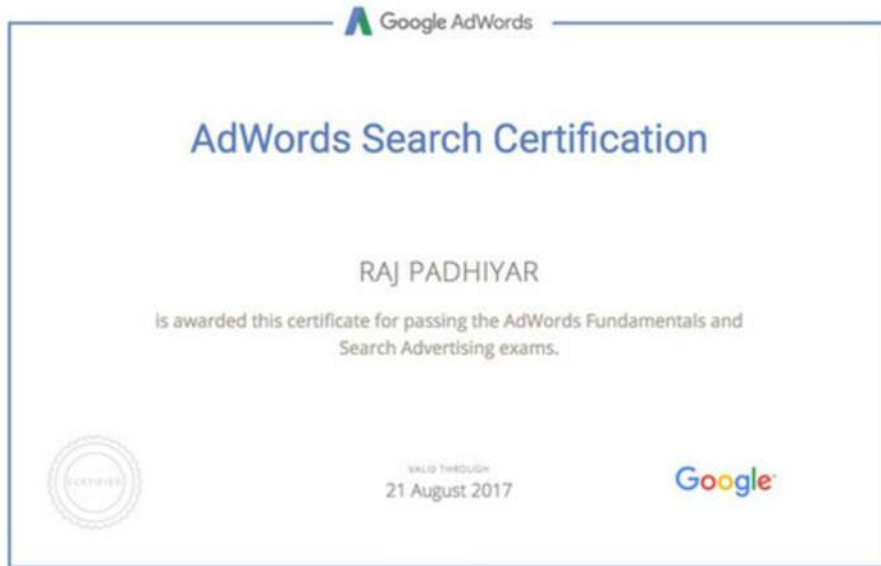 Google AdWords
AdWords Search Certification
RAJ PADHIYAR
is awarded this certificate for passing the AdWords Fundamentals and
Search Advertising exams.
CERTIFIED
VALID THROUGH
21 August 2017
Google